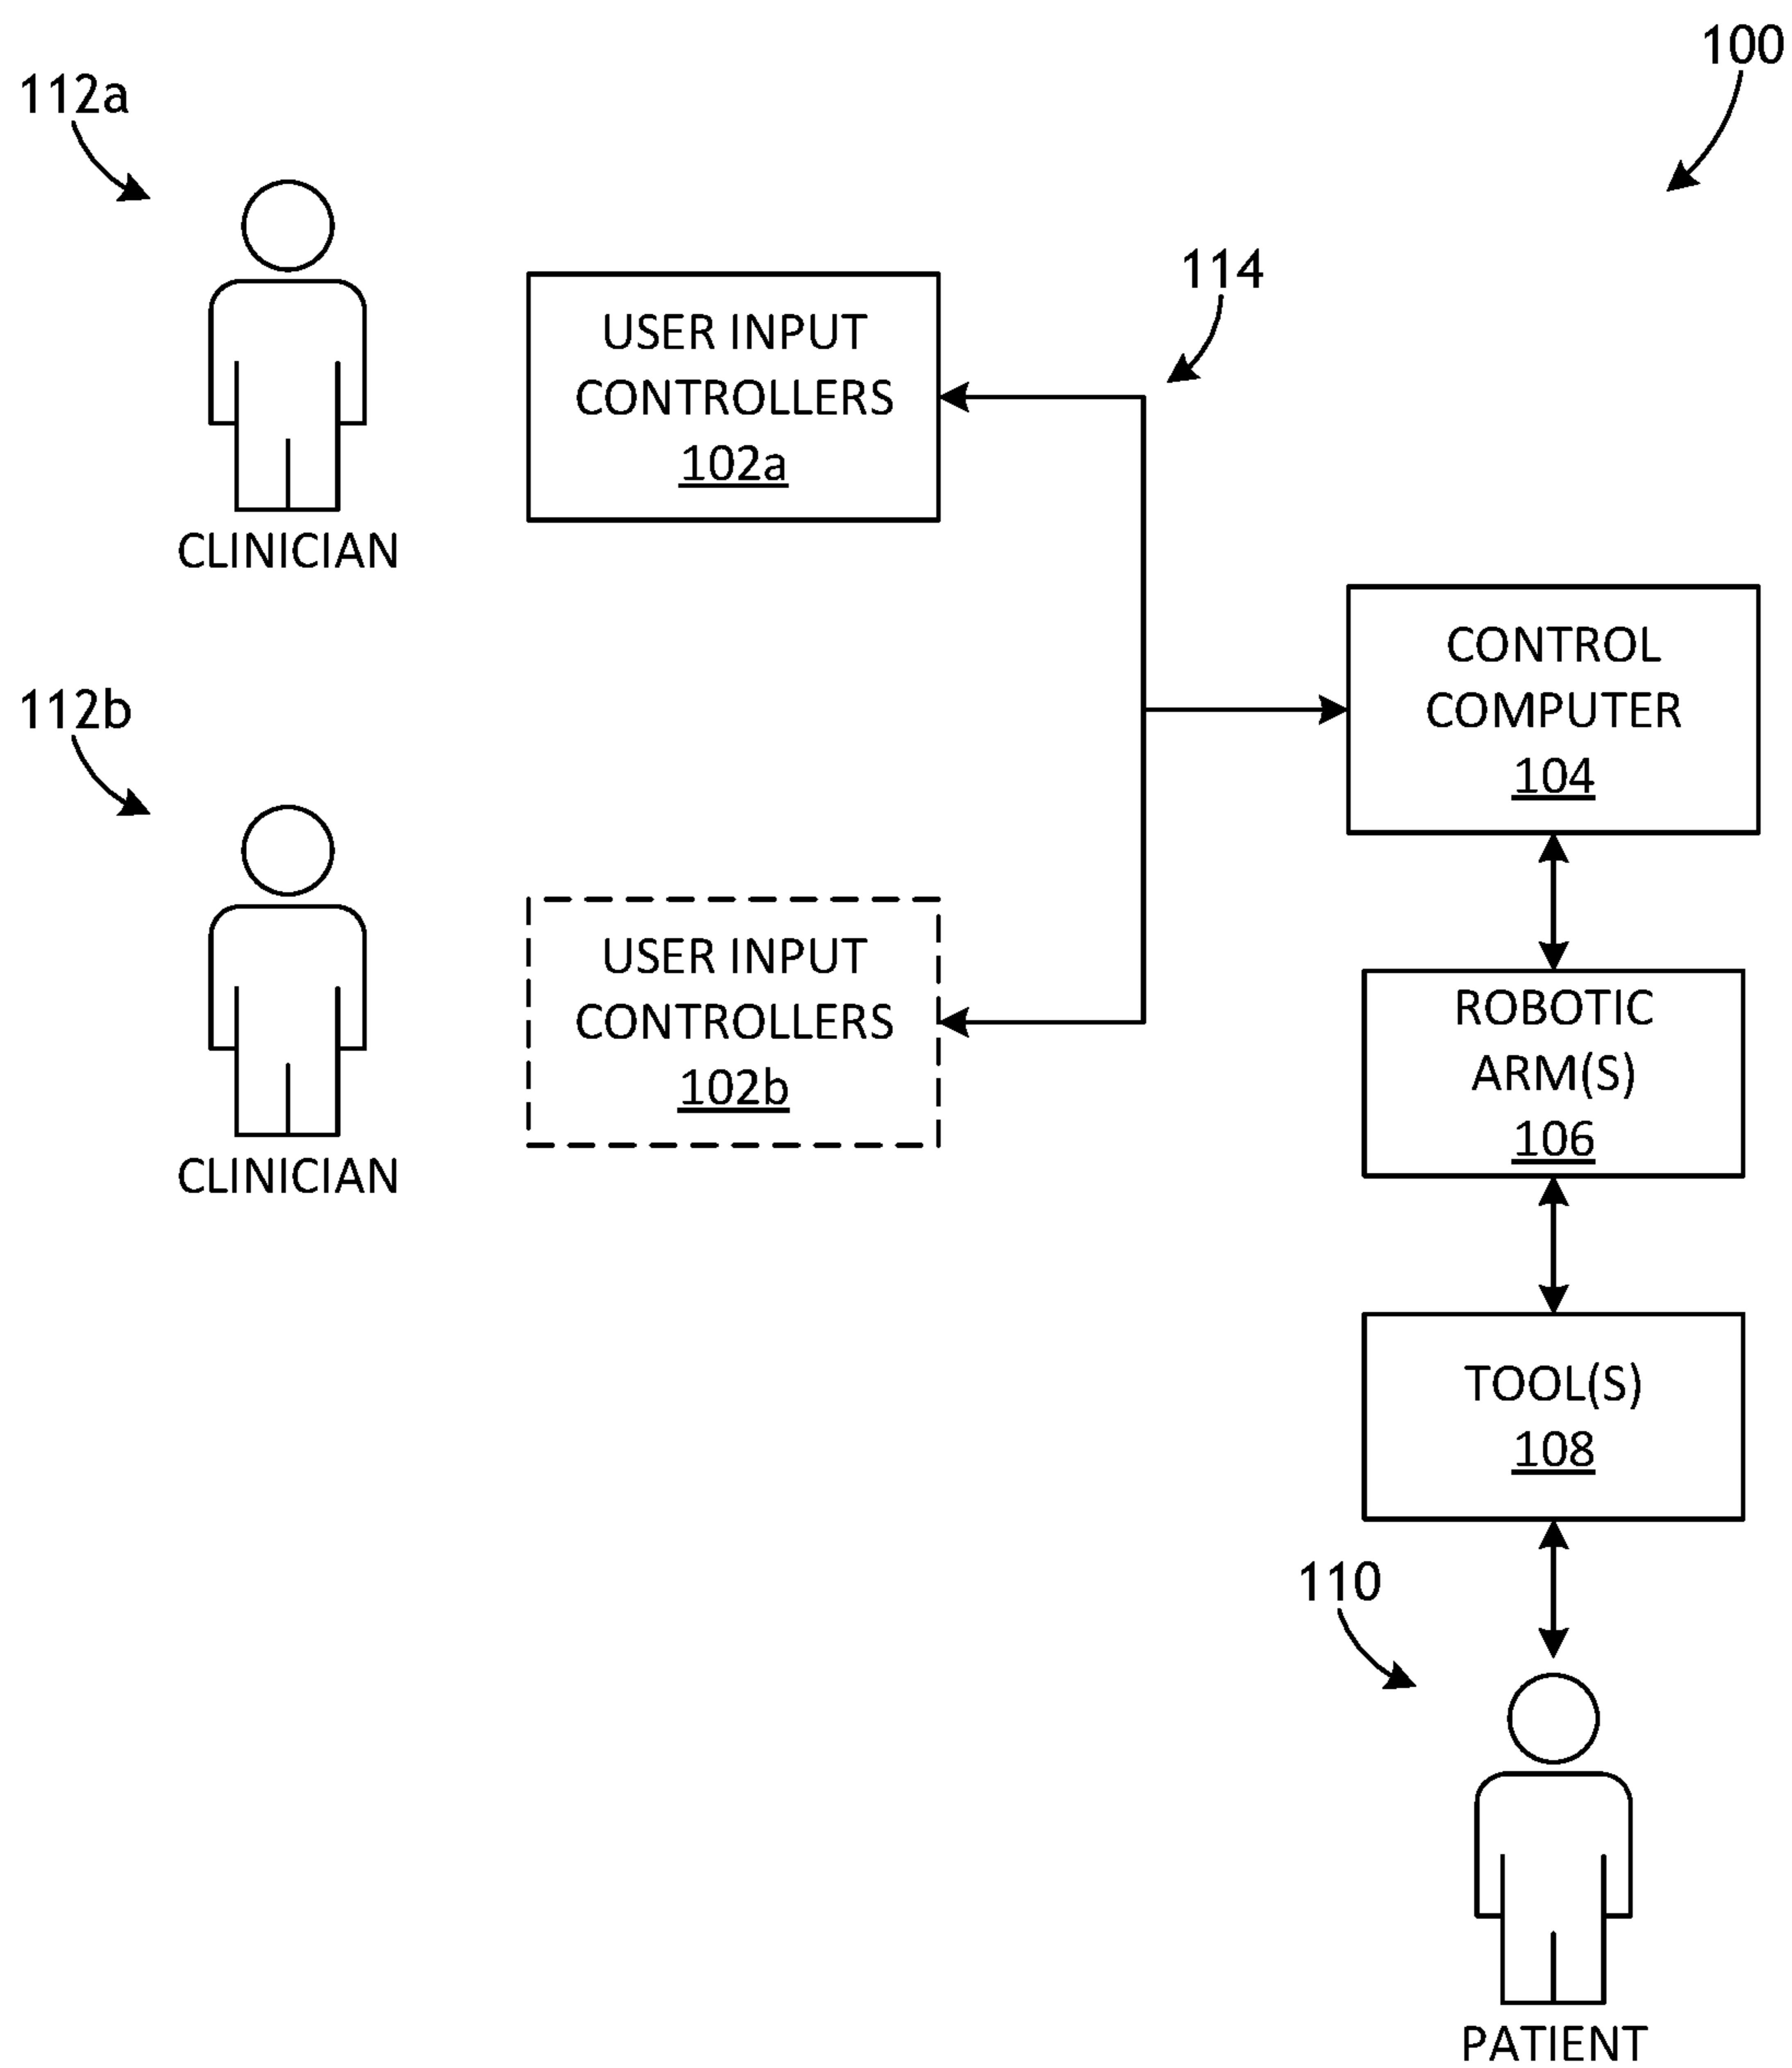 100
112a
114
USER INPUT
CONTROLLERS
102a
CLINICIAN
CONTROL
COMPUTER
104
112b
USER INPUT
CONTROLLERS
102b
CLINICIAN
ROBOTIC
ARM(S)
106
TOOL(S)
108
110
PATIENT